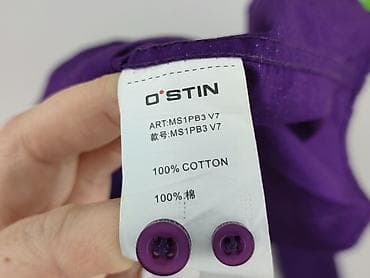 O'STIN
ART:MS1PB3 V7
款号:MS1PB3 V7
100% COTTON
100% 棉